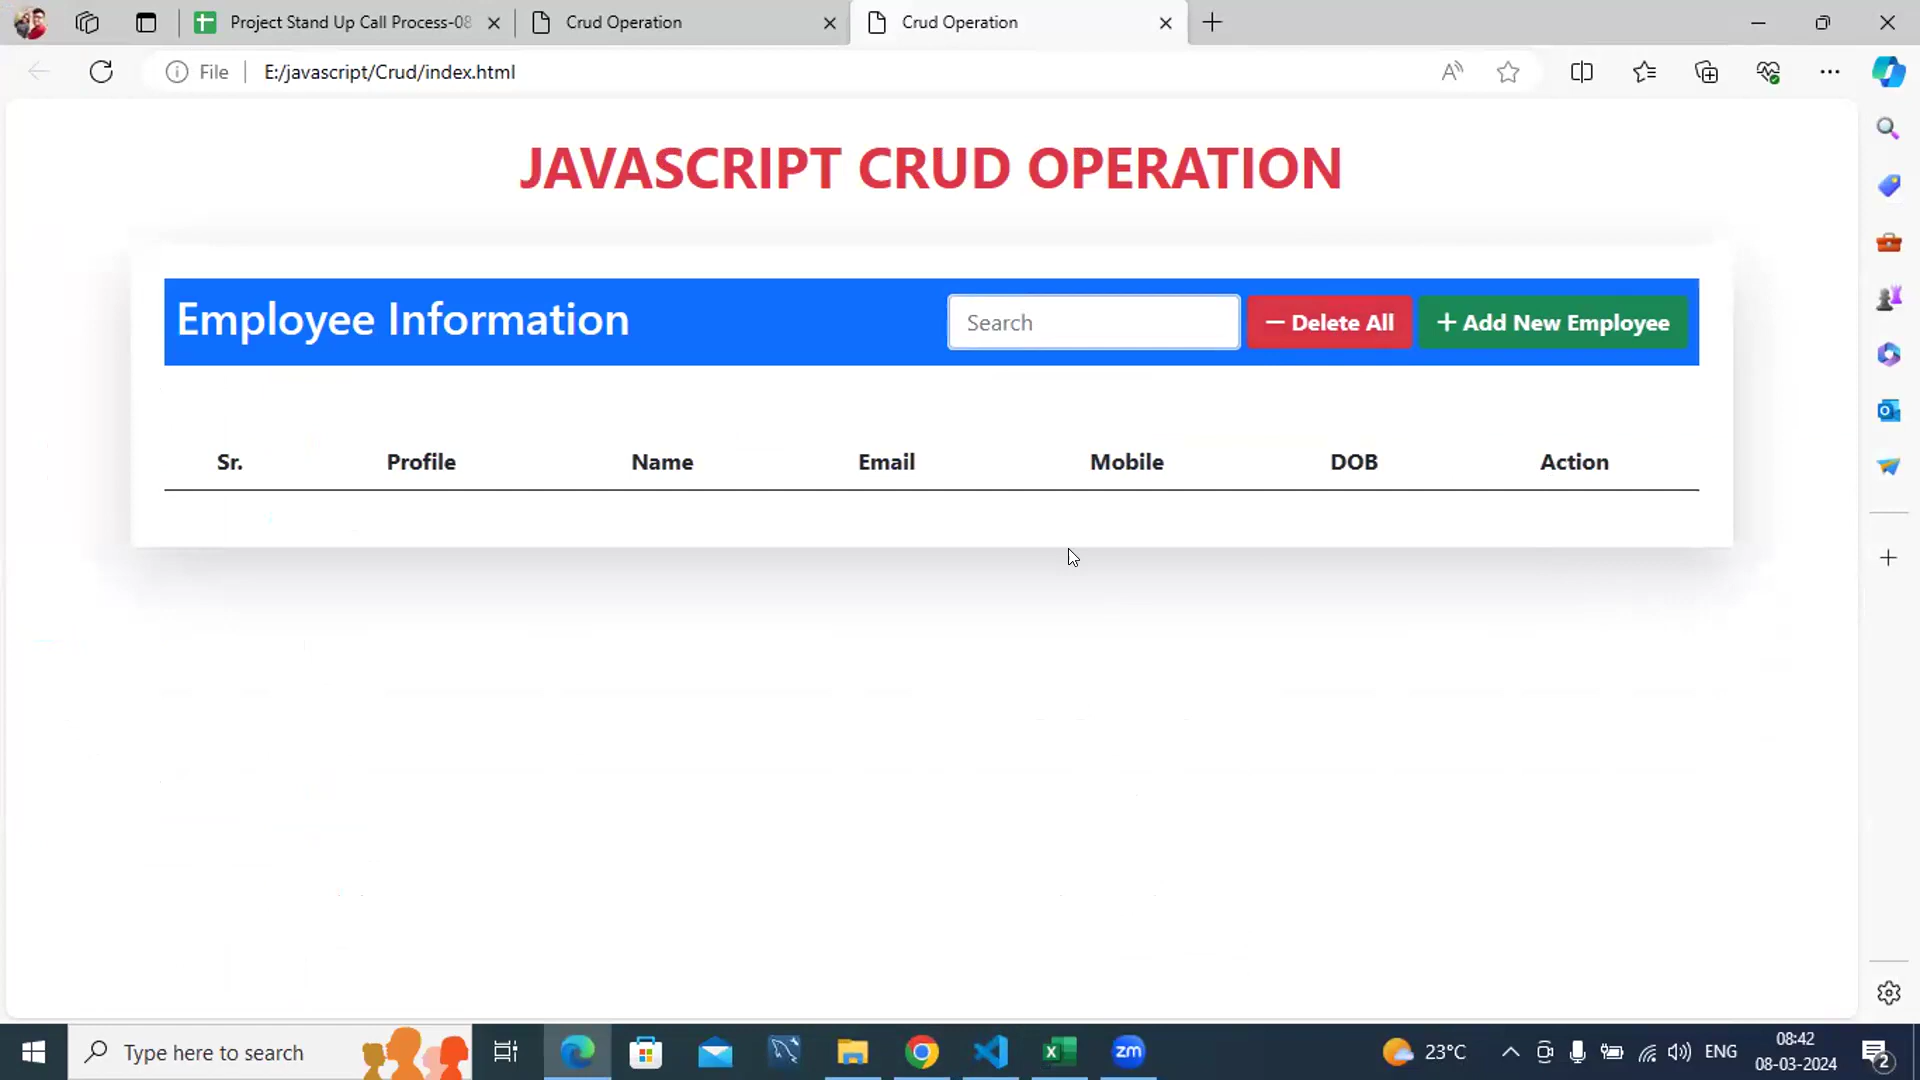 Project Stand Up Call Process-08
Crud Operation
Crud Operation
File
E:/javascript/Crud/index.html
JAVASCRIPT CRUD OPERATION
Employee Information
Search
Delete All
+ Add New Employee
Sr. Profile Name Email Mobile DOB Action
Type here to search
zm
23°C
ENG
08:42
08-03-2024
2